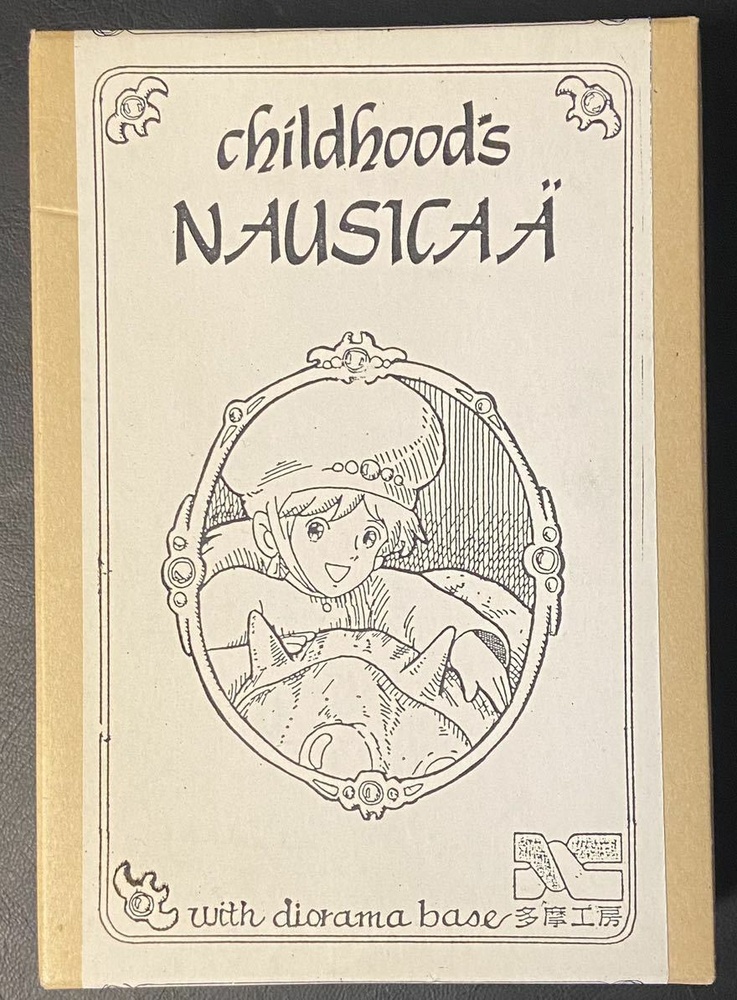 childhood's
NAUSICAÄ
with diorama base 多摩工房